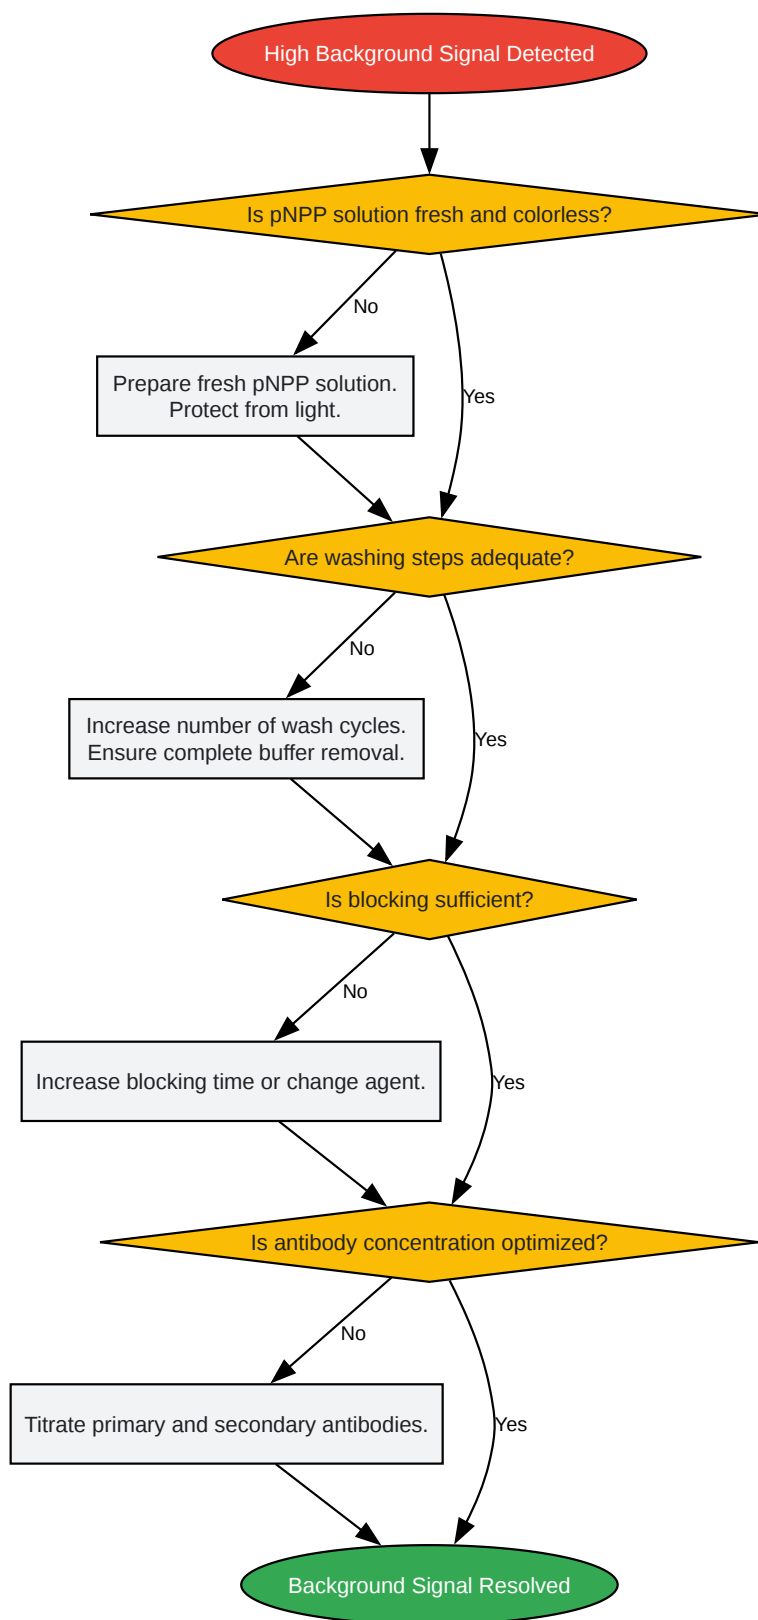 High Background Signal Detected
Is pNPP solution fresh and colorless?
No
Yes
Prepare fresh pNPP solution.
Protect from light.
Are washing steps adequate?
No
Yes
Increase number of wash cycles.
Ensure complete buffer removal.
Is blocking sufficient?
No
Yes
Increase blocking time or change agent.
Is antibody concentration optimized?
No
Yes
Titrate primary and secondary antibodies.
Background Signal Resolved